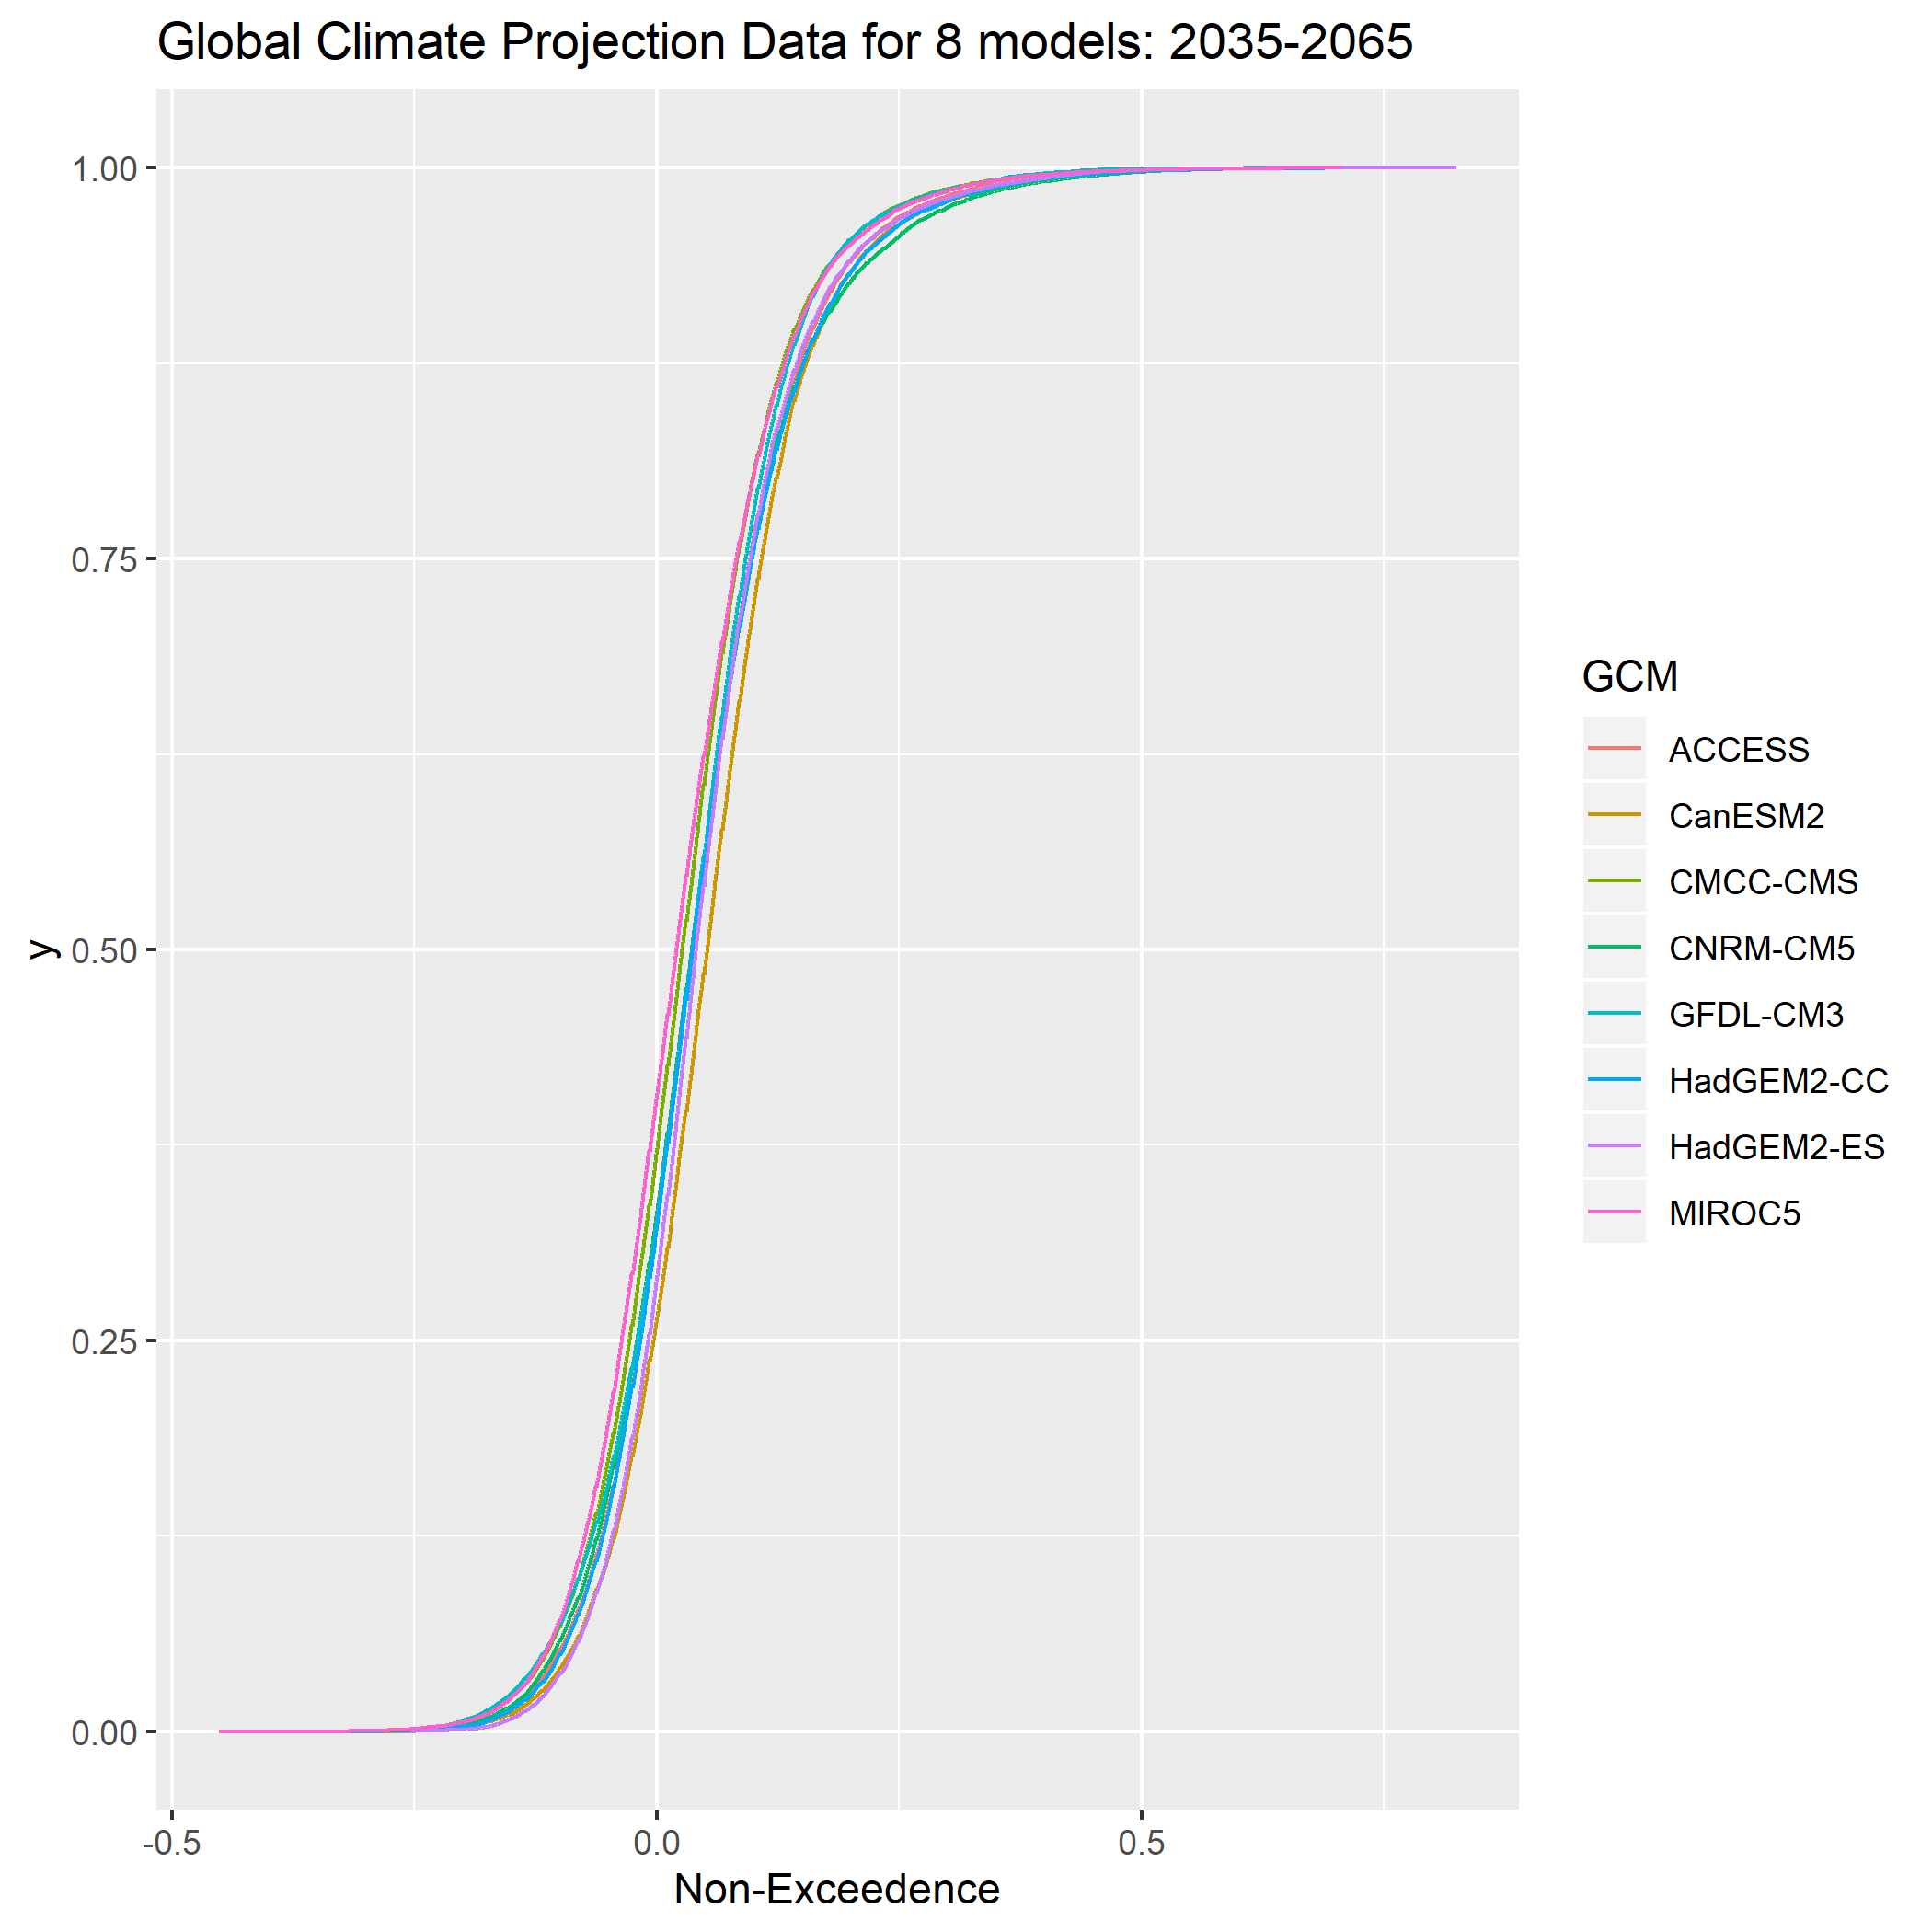 Global Climate Projection Data for 8 models: 2035-2065
1.00
0.75
0.50
0.25
0.00
y
-0.5 0.0 0.5
Non-Exceedence
GCM
ACCESS
CanESM2
CMCC-CMS
CNRM-CM5
GFDL-CM3
HadGEM2-CC
HadGEM2-ES
MIROC5